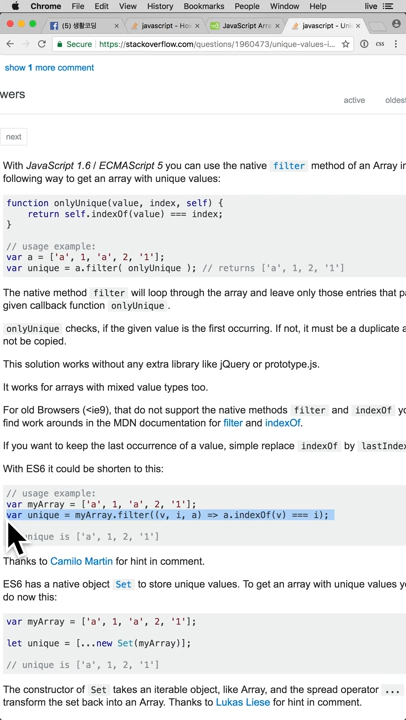 Chrome File Edit View History Bookmarks People Window Help live
(5) 생활코딩
javascript - Ho
JavaScript Arra
javascript - Uni
Secure https://stackoverflow.com/questions/1960473/unique-values-i
css
show 1 more comment
wers
active oldest
next
With JavaScript 1.6 / ECMAScript 5 you can use the native filter method of an Array in
following way to get an array with unique values:
function onlyUnique(value, index, self) {
return self.indexOf(value) === index;
}
// usage example:
var a = ['a', 1, 'a', 2, '1'];
var unique = a.filter( onlyUnique ); // returns ['a', 1, 2, '1']
The native method filter will loop through the array and leave only those entries that pa
given callback function onlyUnique .
onlyUnique checks, if the given value is the first occurring. If not, it must be a duplicate a
not be copied.
This solution works without any extra library like jQuery or prototype.js.
It works for arrays with mixed value types too.
For old Browsers (<ie9), that do not support the native methods filter and indexOf yo
find work arounds in the MDN documentation for filter and indexOf.
If you want to keep the last occurrence of a value, simple replace indexOf by lastIndex
With ES6 it could be shorten to this:
// usage example:
var myArray = ['a', 1, 'a', 2, '1'];
var unique = myArray.filter((v, i, a) => a.indexOf(v) === i);
unique is ['a', 1, 2, '1']
Thanks to Camilo Martin for hint in comment.
ES6 has a native object Set to store unique values. To get an array with unique values yo
do now this:
var myArray = ['a', 1, 'a', 2, '1'];
let unique = [...new Set(myArray)];
// unique is ['a', 1, 2, '1']
The constructor of Set takes an iterable object, like Array, and the spread operator ...
transform the set back into an Array. Thanks to Lukas Liese for hint in comment.